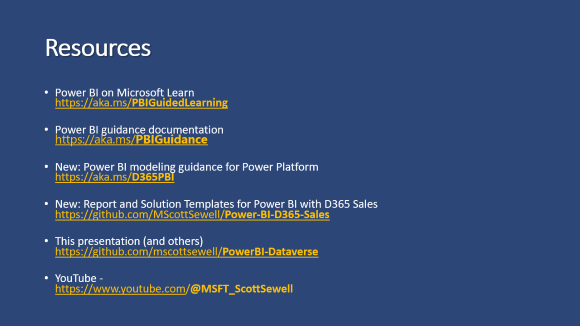 Resources
• Power BI on Microsoft Learn
https://aka.ms/PBIGuidedLearning
• Power BI guidance documentation
https://aka.ms/PBIGuidance
• New: Power BI modeling guidance for Power Platform
https://aka.ms/D365PBI
• New: Report and Solution Templates for Power BI with D365 Sales
https://github.com/MScottSewell/Power-BI-D365-Sales
• This presentation (and others)
https://github.com/mscottsewell/PowerBI-Dataverse
• YouTube -
https://www.youtube.com/@MSFT_ScottSewell